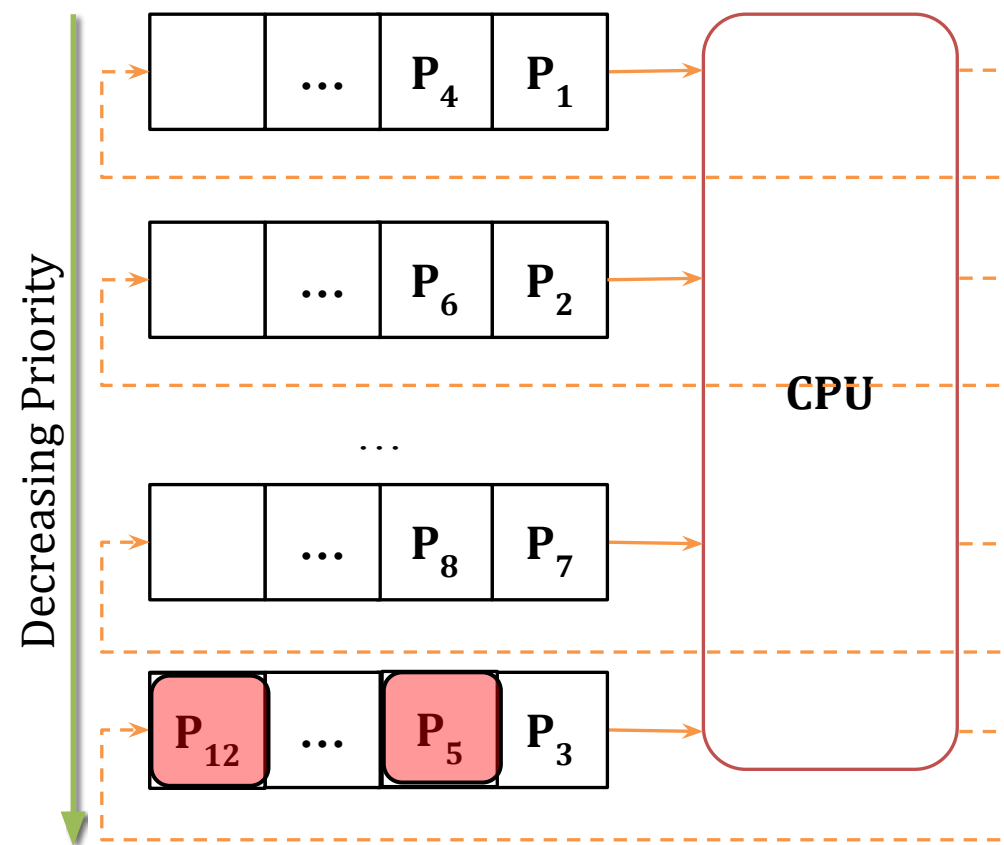 Decreasing Priority
… P₄ P₁
… P₆ P₂
CPU
…
… P₈ P₇
P₁₂ … P₅ P₃